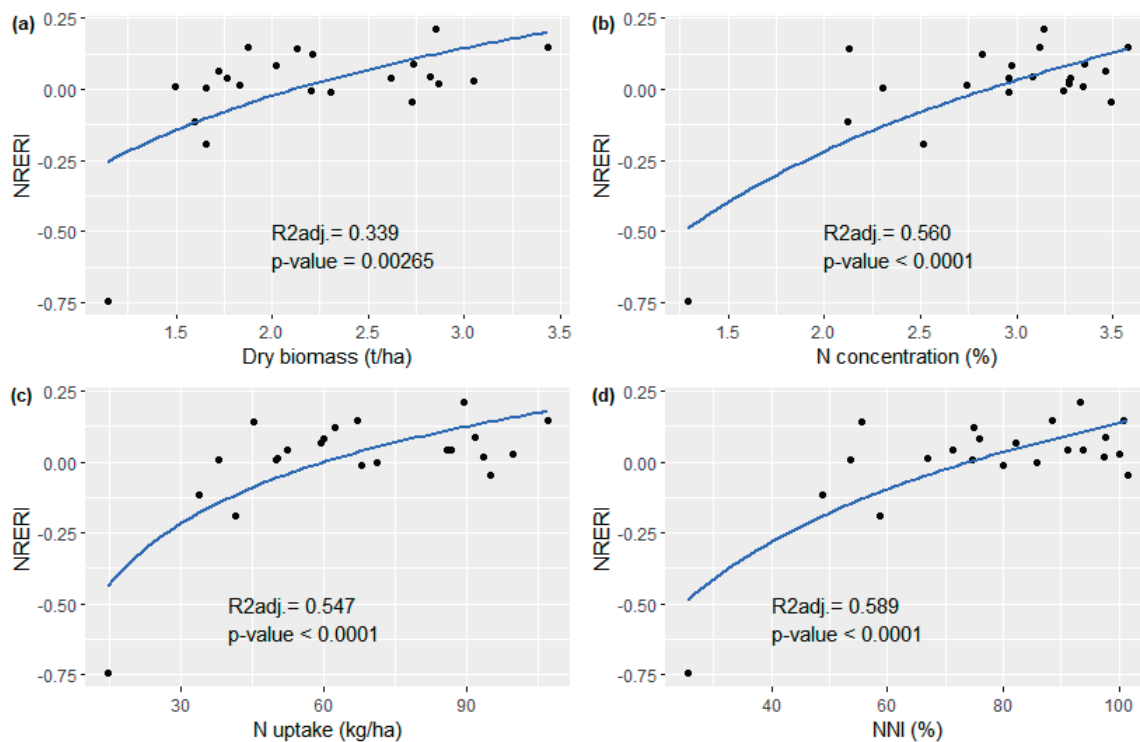 (a)
0.25
0.00
-0.25
-0.50
-0.75
NRERI
R2adj.= 0.339
p-value = 0.00265
1.5 2.0 2.5 3.0 3.5
Dry biomass (t/ha)
(b)
0.25
0.00
-0.25
-0.50
-0.75
NRERI
R2adj.= 0.560
p-value < 0.0001
1.5 2.0 2.5 3.0 3.5
N concentration (%)
(c)
0.25
0.00
-0.25
-0.50
-0.75
NRERI
R2adj.= 0.547
p-value < 0.0001
30 60 90
N uptake (kg/ha)
(d)
0.25
0.00
-0.25
-0.50
-0.75
NRERI
R2adj.= 0.589
p-value < 0.0001
40 60 80 100
NNI (%)